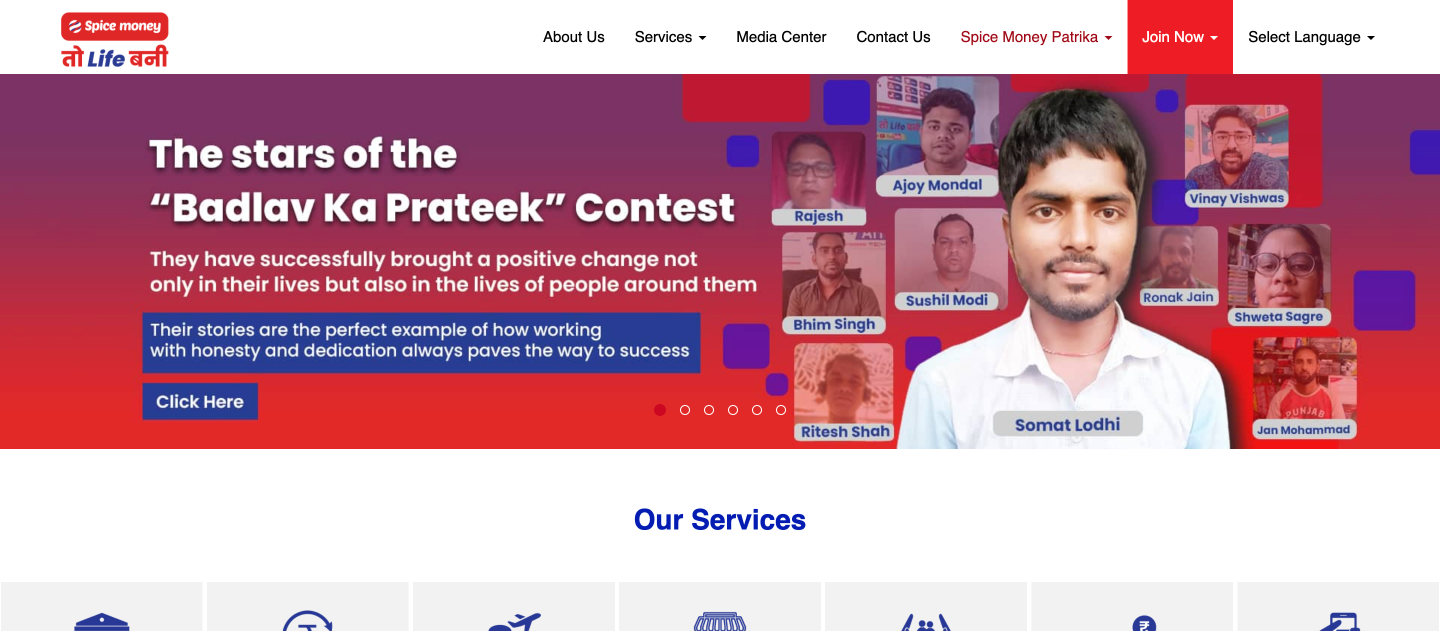 Spice money
तो Life बनी
About Us
Services
Media Center
Contact Us
Spice Money Patrika
Join Now
Select Language
The stars of the
“Badlav Ka Prateek” Contest
They have successfully brought a positive change not
only in their lives but also in the lives of people around them
Their stories are the perfect example of how working
with honesty and dedication always paves the way to success
Click Here
Rajesh
Ajoy Mondal
Vinay Vishwas
Bhim Singh
Sushil Modi
Ronak Jain
Shweta Sagre
Ritesh Shah
Somat Lodhi
PUNJAB
Jan Mohammad
Our Services